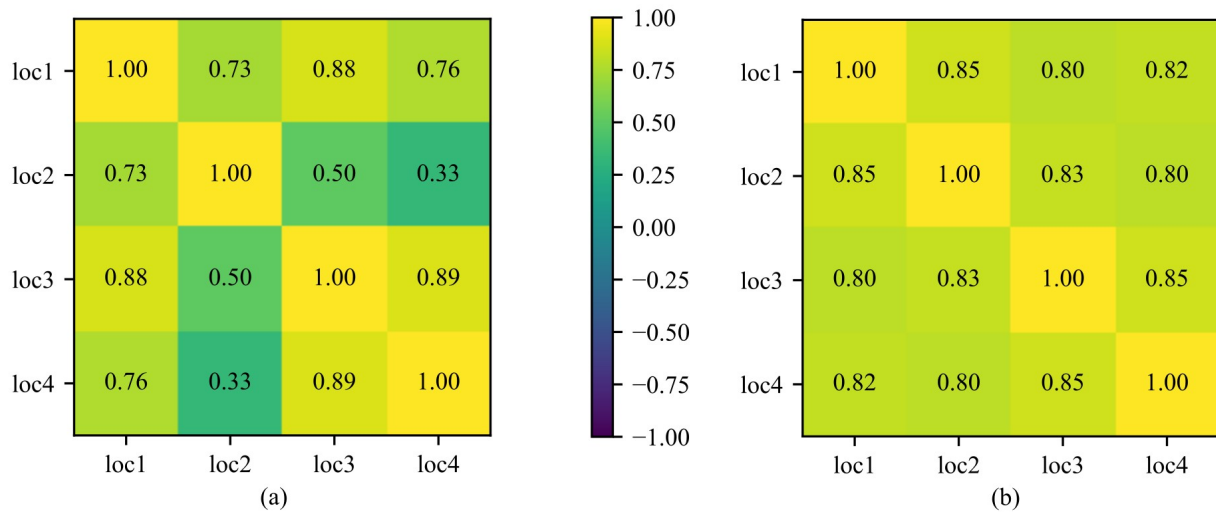 loc1 1.00 0.73 0.88 0.76
loc2 0.73 1.00 0.50 0.33
loc3 0.88 0.50 1.00 0.89
loc4 0.76 0.33 0.89 1.00
loc1 loc2 loc3 loc4
(a)
1.00
0.75
0.50
0.25
0.00
−0.25
−0.50
−0.75
−1.00
loc1 1.00 0.85 0.80 0.82
loc2 0.85 1.00 0.83 0.80
loc3 0.80 0.83 1.00 0.85
loc4 0.82 0.80 0.85 1.00
loc1 loc2 loc3 loc4
(b)